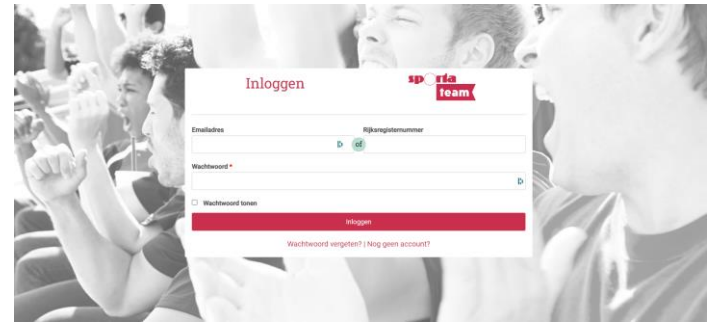 Inloggen
sporta
team
Emailadres
Rijksregisternummer
of
Wachtwoord *
Wachtwoord tonen
Inloggen
Wachtwoord vergeten? | Nog geen account?